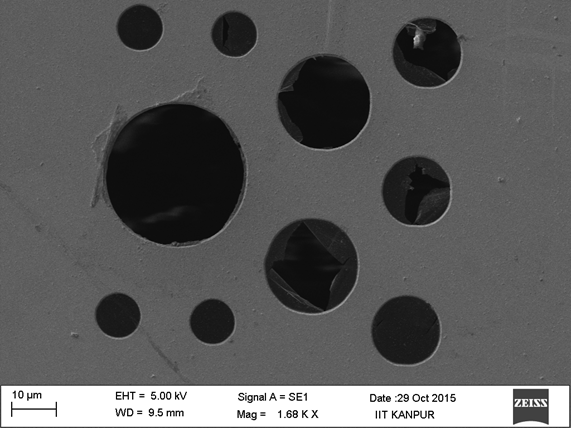 10 µm
EHT = 5.00 kV
Signal A = SE1
Date :29 Oct 2015
WD = 9.5 mm
Mag = 1.68 K X
IIT KANPUR
ZEISS